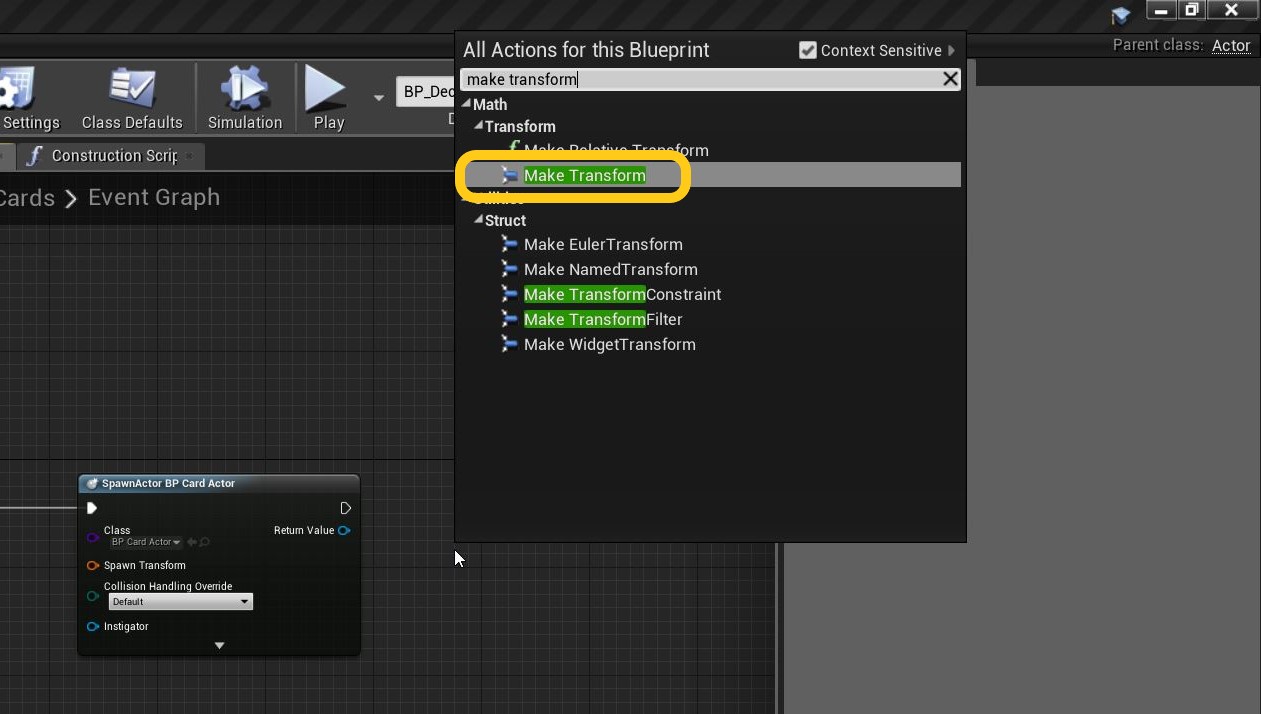 All Actions for this Blueprint
Context Sensitive
Parent class: Actor
make transform
Settings
Class Defaults
Simulation
Play
BP_Dec
Math
Transform
Make Relative Transform
Make Transform
Utilities
Struct
Make EulerTransform
Make NamedTransform
Make TransformConstraint
Make TransformFilter
Make WidgetTransform
Construction Scrip
Cards
Event Graph
SpawnActor BP Card Actor
Class
BP Card Actor
Return Value
Spawn Transform
Collision Handling Override
Default
Instigator